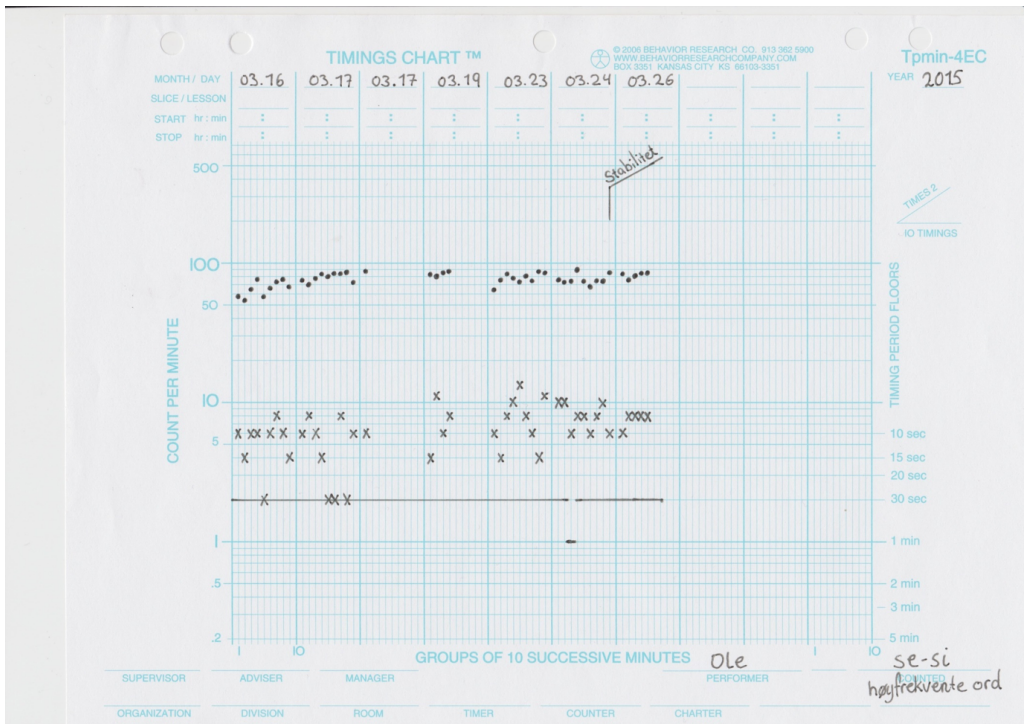 TIMINGS CHART ™
© 2006 BEHAVIOR RESEARCH CO. 913 362 5900
WWW.BEHAVIORRESEARCHCOMPANY.COM
BOX 3351 KANSAS CITY KS 66103-3351
Tpmin-4EC
MONTH / DAY 03.16 03.17 03.17 03.19 03.23 03.24 03.26
YEAR 2015
SLICE / LESSON
START hr : min : : : : : : : : : :
STOP hr : min : : : : : : : : : :
Stabilitet
500
100
50
10
5
1
.5
.2
COUNT PER MINUTE
TIMES 2
10 TIMINGS
TIMING PERIOD FLOORS
10 sec
15 sec
20 sec
30 sec
1 min
2 min
3 min
5 min
1 10 1 10
GROUPS OF 10 SUCCESSIVE MINUTES
Ole
se-si
høyfrekvente ord
SUPERVISOR ADVISER MANAGER PERFORMER COUNTED
ORGANIZATION DIVISION ROOM TIMER COUNTER CHARTER